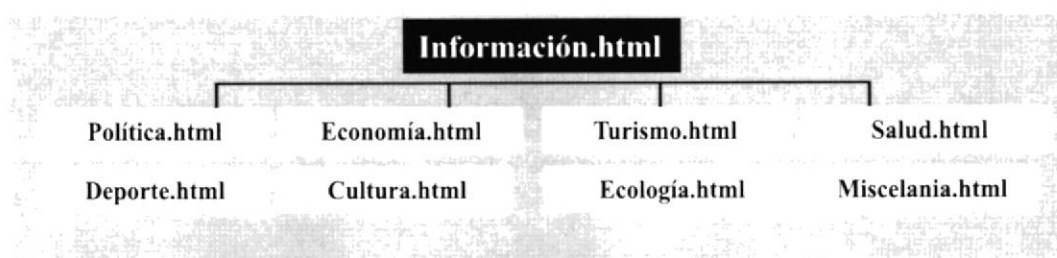 Información.html
Política.html Economía.html Turismo.html Salud.html
Deporte.html Cultura.html Ecología.html Miscelania.html